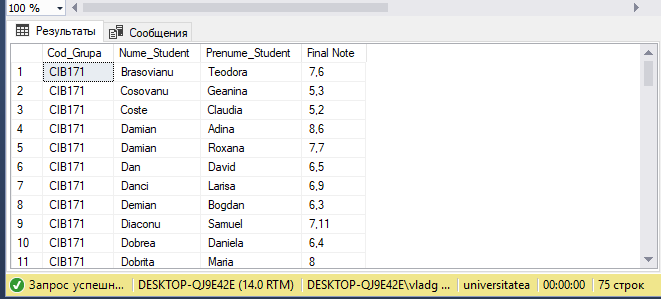 100 %
Результаты Сообщения
Cod_Grupa Nume_Student Prenume_Student Final Note
1 CIB171 Brasovianu Teodora 7,6
2 CIB171 Cosovanu Geanina 5,3
3 CIB171 Coste Claudia 5,2
4 CIB171 Damian Adina 8,6
5 CIB171 Damian Roxana 7,7
6 CIB171 Dan David 6,5
7 CIB171 Danci Larisa 6,9
8 CIB171 Demian Bogdan 6,3
9 CIB171 Diaconu Samuel 7,11
10 CIB171 Dobrea Daniela 6,4
11 CIB171 Dobrita Maria 8
Запрос успешн... DESKTOP-QJ9E42E (14.0 RTM) DESKTOP-QJ9E42E\vladg ... universitatea 00:00:00 75 строк